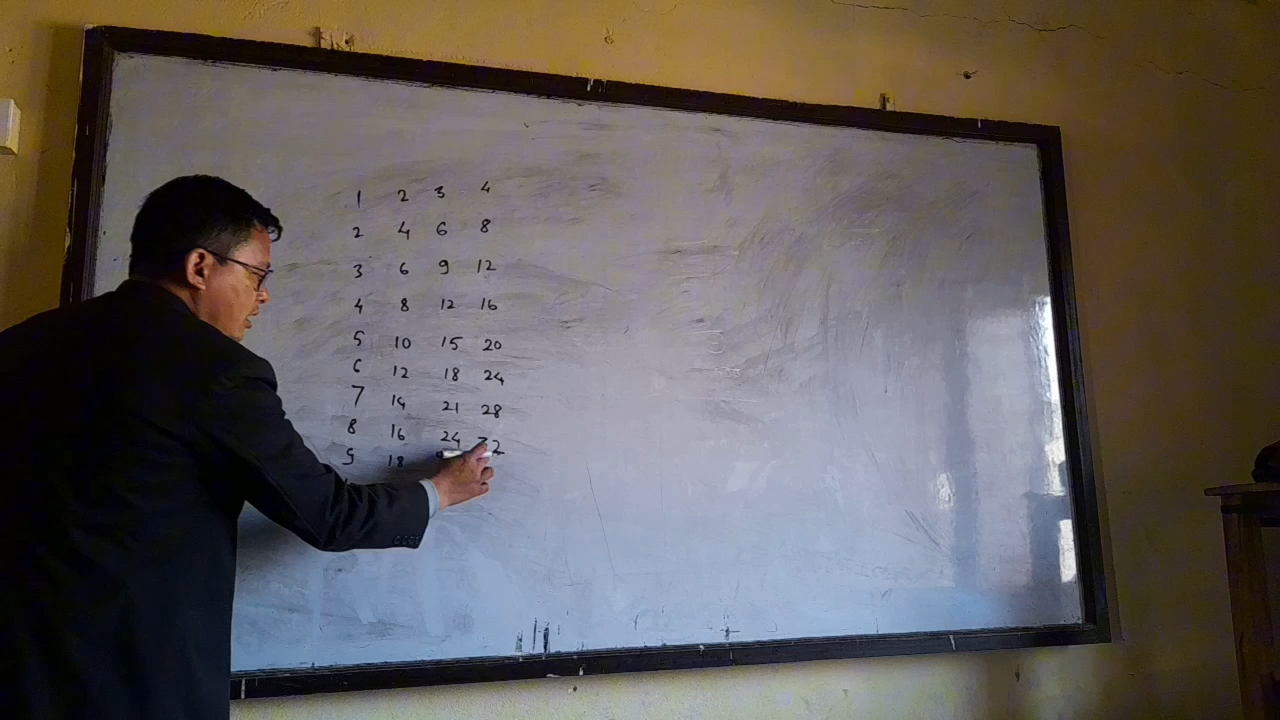 1 2 3 4
2 4 6 8
3 6 9 12
4 8 12 16
5 10 15 20
6 12 18 24
7 14 21 28
8 16 24 32
9 18